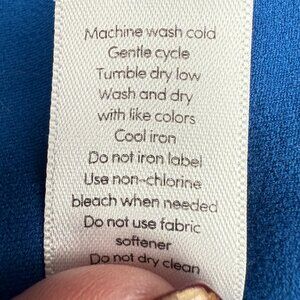 Machine wash cold
Gentle cycle
Tumble dry low
Wash and dry
with like colors
Cool iron
Do not iron label
Use non-chlorine
bleach when needed
Do not use fabric
softener
Do not dry clean